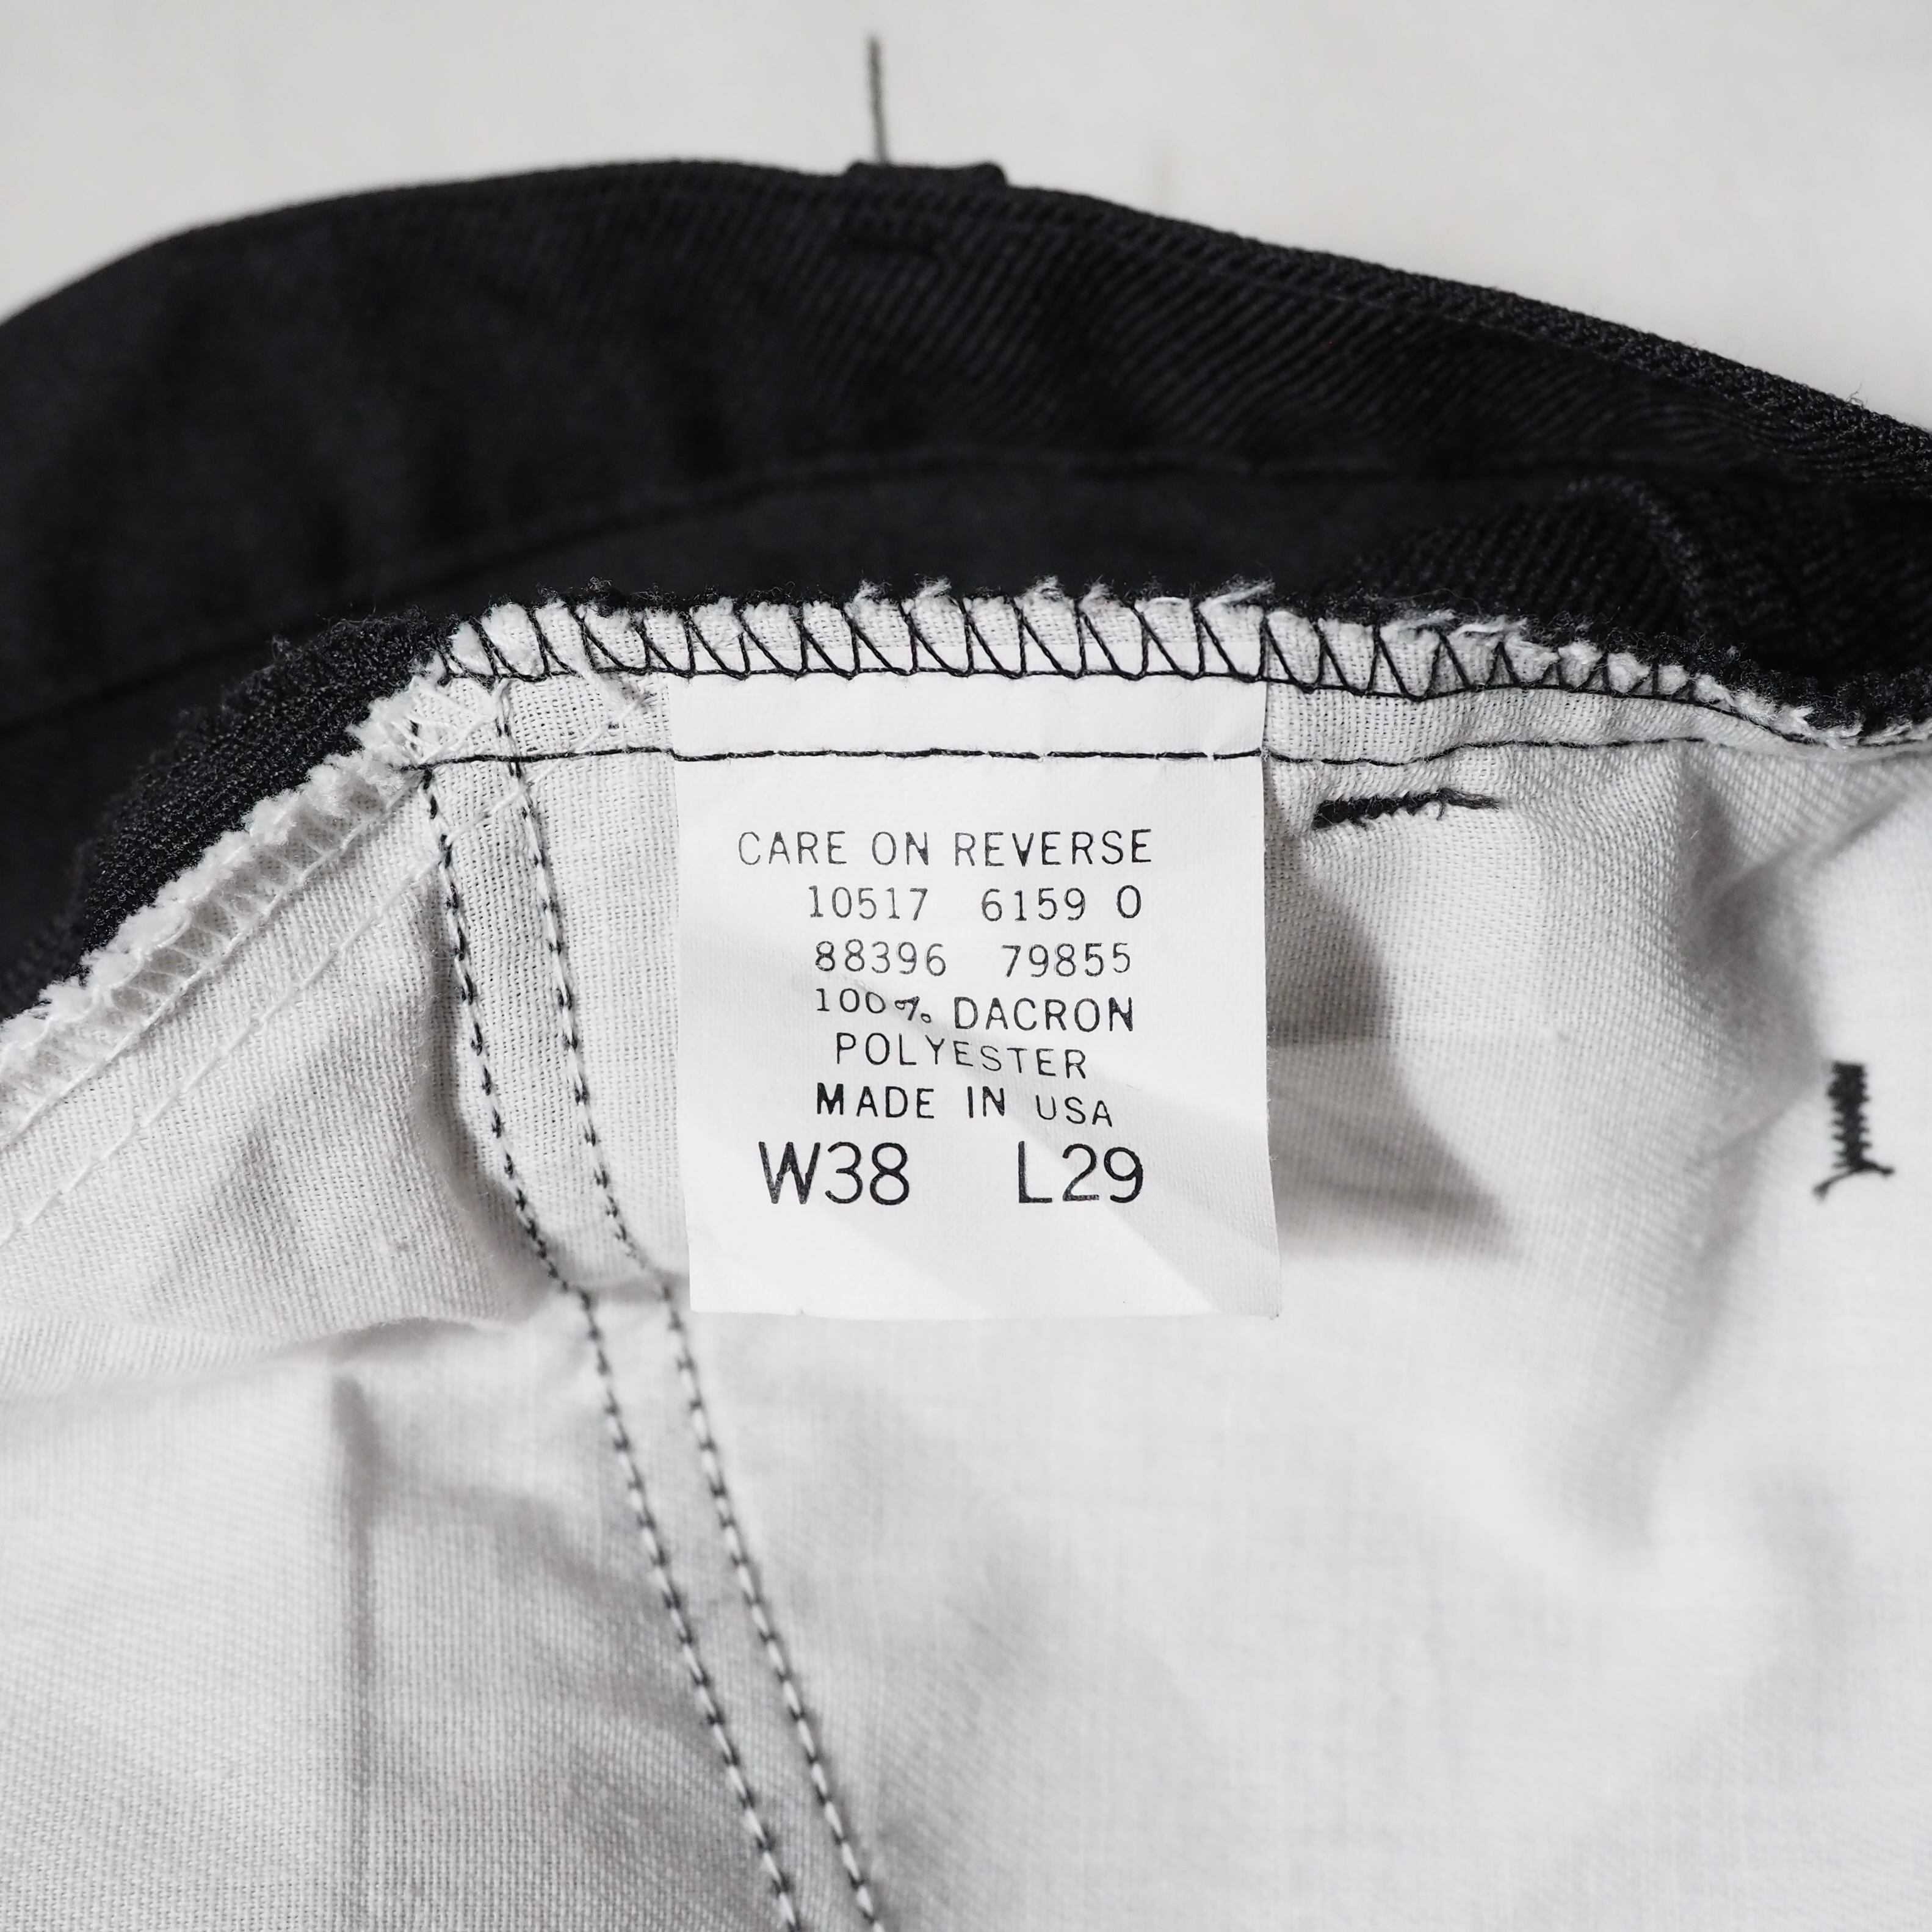 CARE ON REVERSE
10517 6159 0
88396 79855
100% DACRON
POLYESTER
MADE IN USA
W38 L29